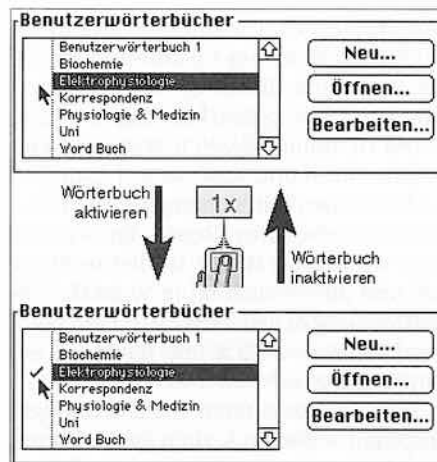 Benutzerwörterbücher
Benutzerwörterbuch 1
Biochemie
Elektrophysiologie
Korrespondenz
Physiologie & Medizin
Uni
Word Buch
Neu...
Öffnen...
Bearbeiten...
Wörterbuch
aktivieren
1x
Wörterbuch
inaktivieren
Benutzerwörterbücher
Benutzerwörterbuch 1
Biochemie
Elektrophysiologie
Korrespondenz
Physiologie & Medizin
Uni
Word Buch
Neu...
Öffnen...
Bearbeiten...